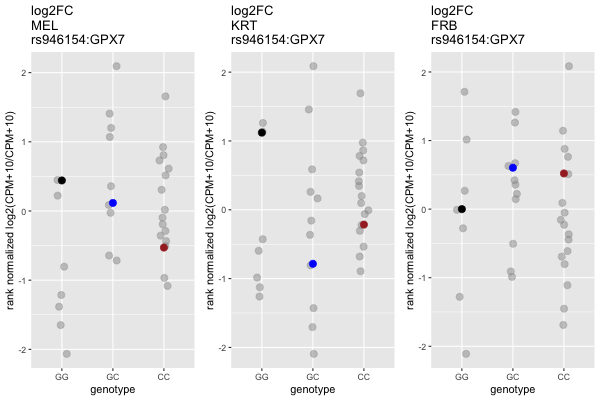 log2FC
MEL
rs946154:GPX7
rank normalized log2(CPM+10/CPM+10)
2
1
0
-1
-2
GG
GC
CC
genotype
log2FC
KRT
rs946154:GPX7
rank normalized log2(CPM+10/CPM+10)
2
1
0
-1
-2
GG
GC
CC
genotype
log2FC
FRB
rs946154:GPX7
rank normalized log2(CPM+10/CPM+10)
2
1
0
-1
-2
GG
GC
CC
genotype